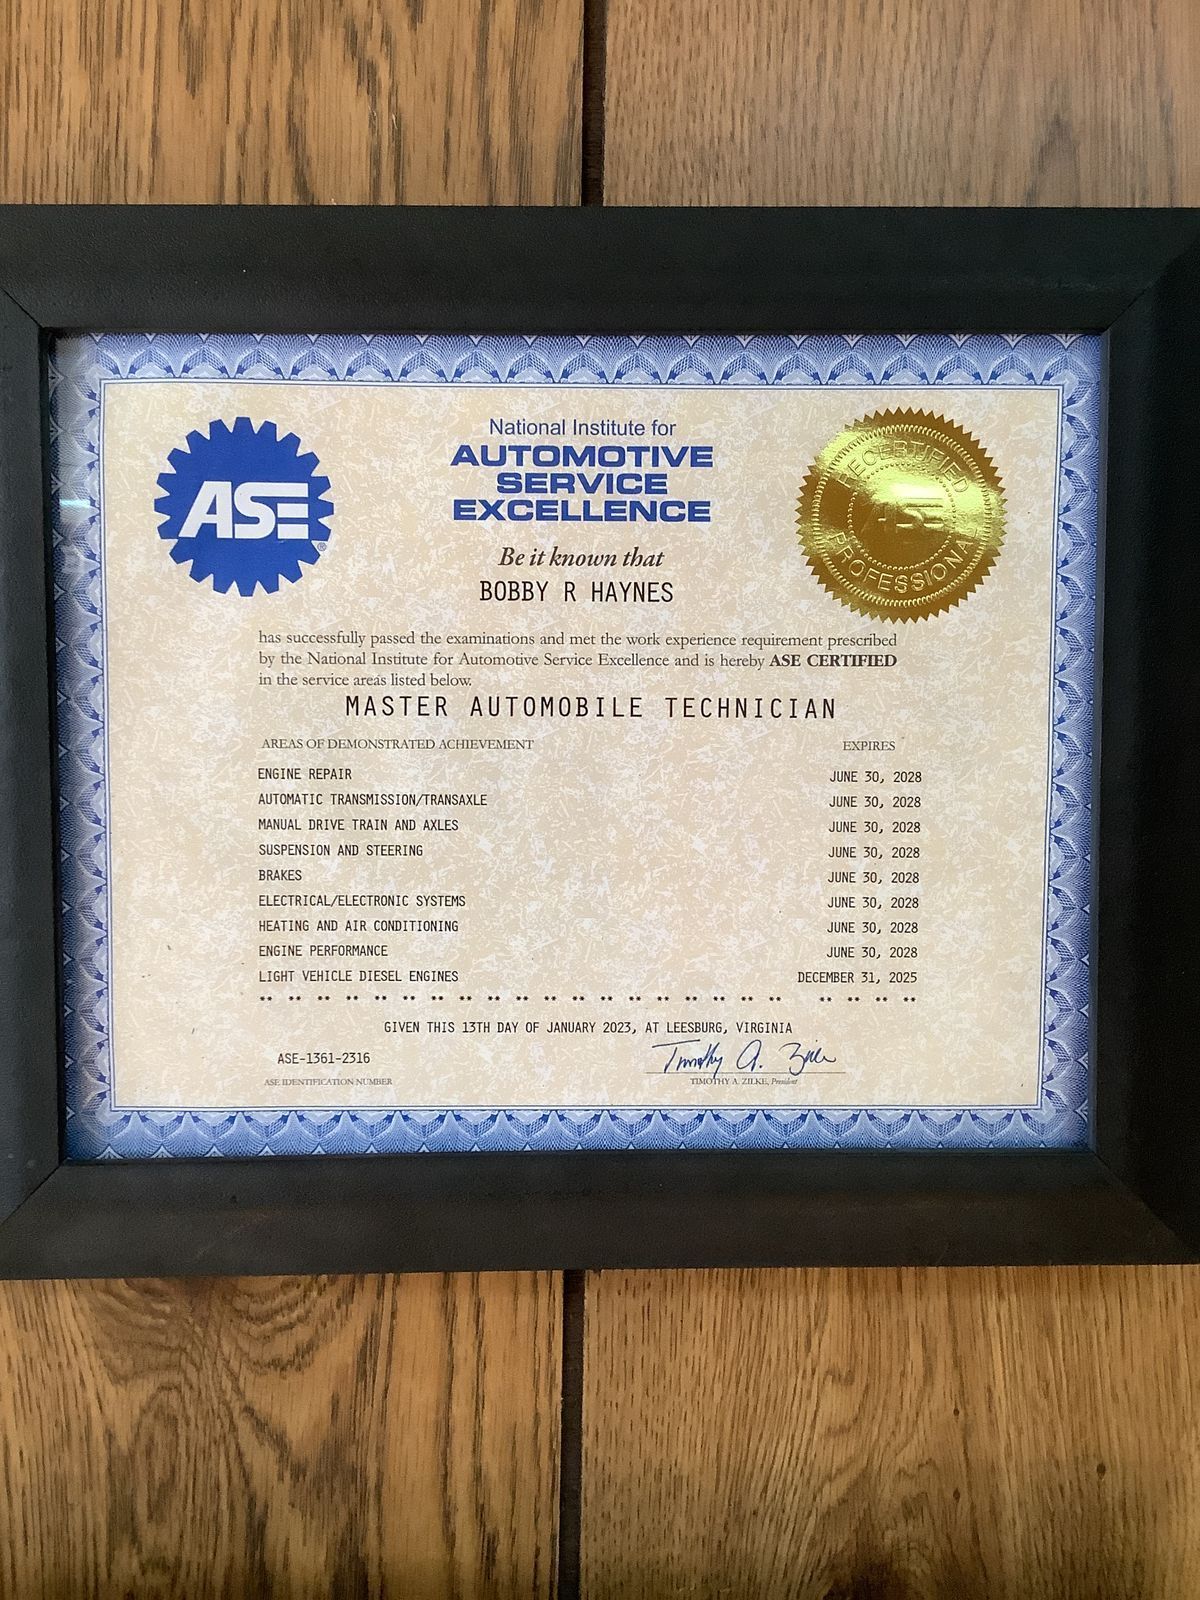 ASE
®
National Institute for
AUTOMOTIVE
SERVICE
EXCELLENCE
RECERTIFIED
PROFESSIONAL
Be it known that
BOBBY R HAYNES
has successfully passed the examinations and met the work experience requirement prescribed
by the National Institute for Automotive Service Excellence and is hereby ASE CERTIFIED
in the service areas listed below.
MASTER AUTOMOBILE TECHNICIAN
AREAS OF DEMONSTRATED ACHIEVEMENT EXPIRES
ENGINE REPAIR JUNE 30, 2028
AUTOMATIC TRANSMISSION/TRANSAXLE JUNE 30, 2028
MANUAL DRIVE TRAIN AND AXLES JUNE 30, 2028
SUSPENSION AND STEERING JUNE 30, 2028
BRAKES JUNE 30, 2028
ELECTRICAL/ELECTRONIC SYSTEMS JUNE 30, 2028
HEATING AND AIR CONDITIONING JUNE 30, 2028
ENGINE PERFORMANCE JUNE 30, 2028
LIGHT VEHICLE DIESEL ENGINES DECEMBER 31, 2025
** ** ** ** ** ** ** ** ** ** ** ** ** ** ** ** ** ** ** ** ** ** **
GIVEN THIS 13TH DAY OF JANUARY 2023, AT LEESBURG, VIRGINIA
ASE-1361-2316
Timothy A. Zilke
ASE IDENTIFICATION NUMBER
TIMOTHY A. ZILKE, President